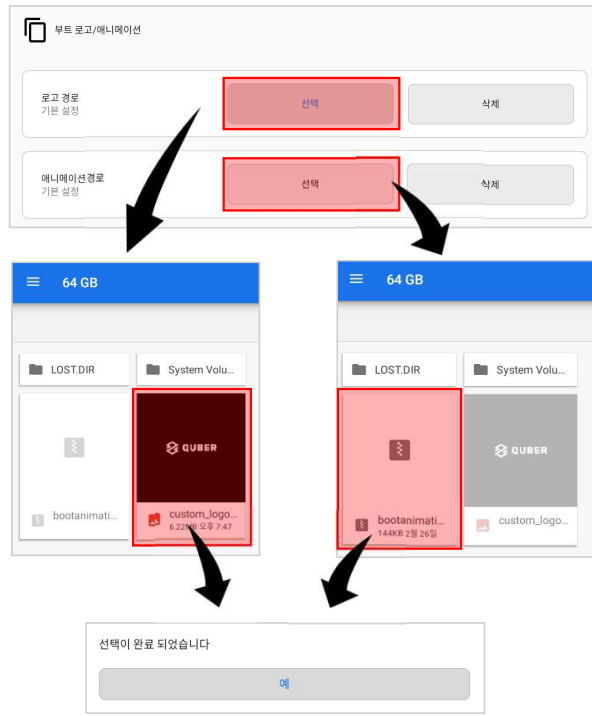 부트 로고/애니메이션
로고 경로
기본 설정
선택
삭제
애니메이션경로
기본 설정
선택
삭제
64 GB
LOST.DIR
System Volu...
QUBER
bootanimati...
custom_logo...
6.22MB 오후 7:47
64 GB
LOST.DIR
System Volu...
QUBER
bootanimati...
144KB 2월 26일
custom_logo...
선택이 완료 되었습니다
예